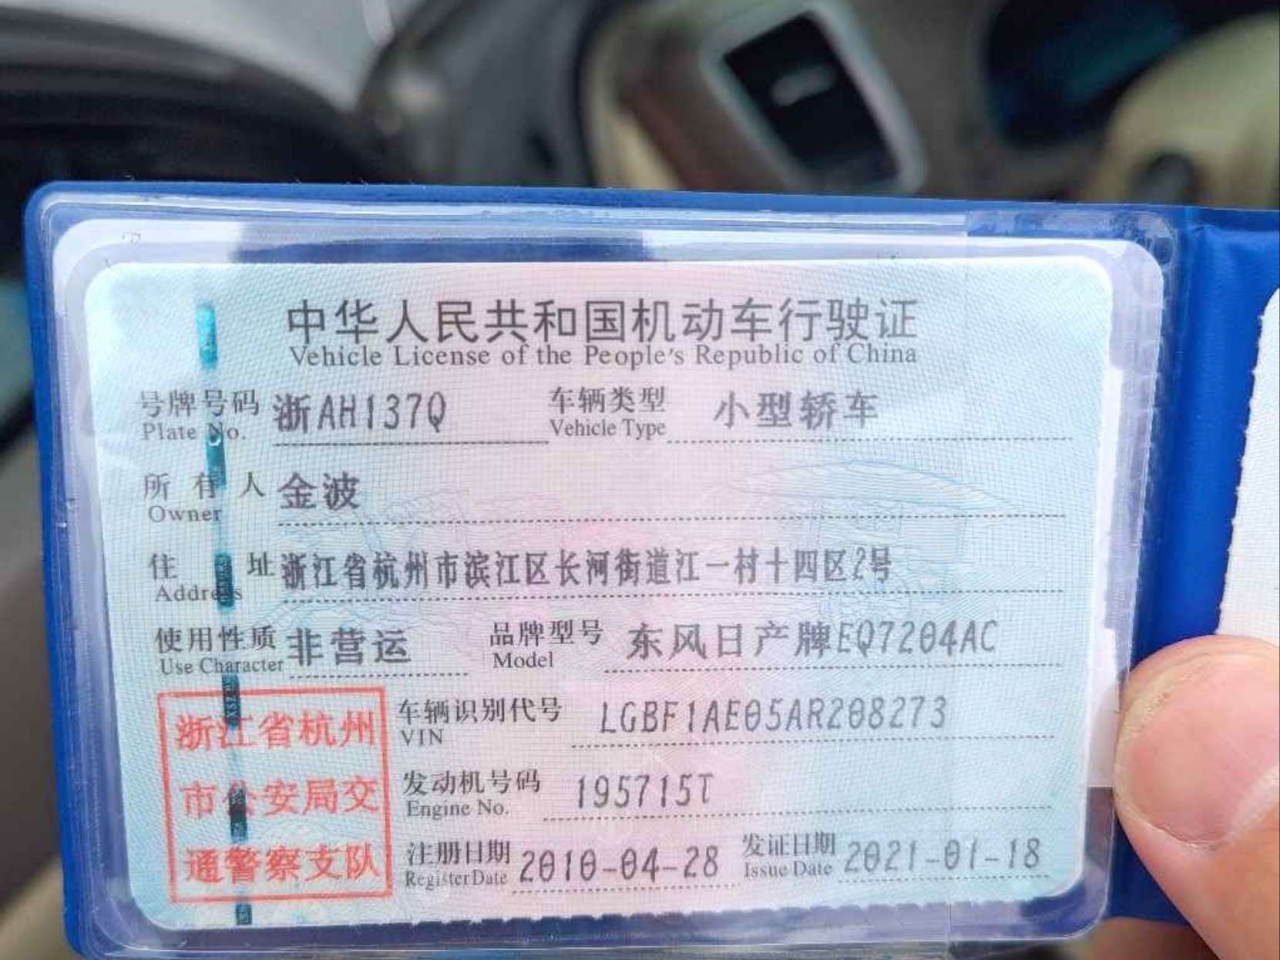 中华人民共和国机动车行驶证
Vehicle License of the People's Republic of China
号牌号码 浙AH137Q 车辆类型 小型轿车
Plate No. Vehicle Type
所有人 金波
Owner
住址 浙江省杭州市滨江区长河街道江一村十四区2号
Address
使用性质 非营运 品牌型号 东风日产牌EQ7204AC
Use Character Model
浙江省杭州
市公安局交
通警察支队
车辆识别代号 LGBF1AE05AR208273
VIN
发动机号码 195715T
Engine No.
注册日期 2010-04-28 发证日期 2021-01-18
Register Date Issue Date